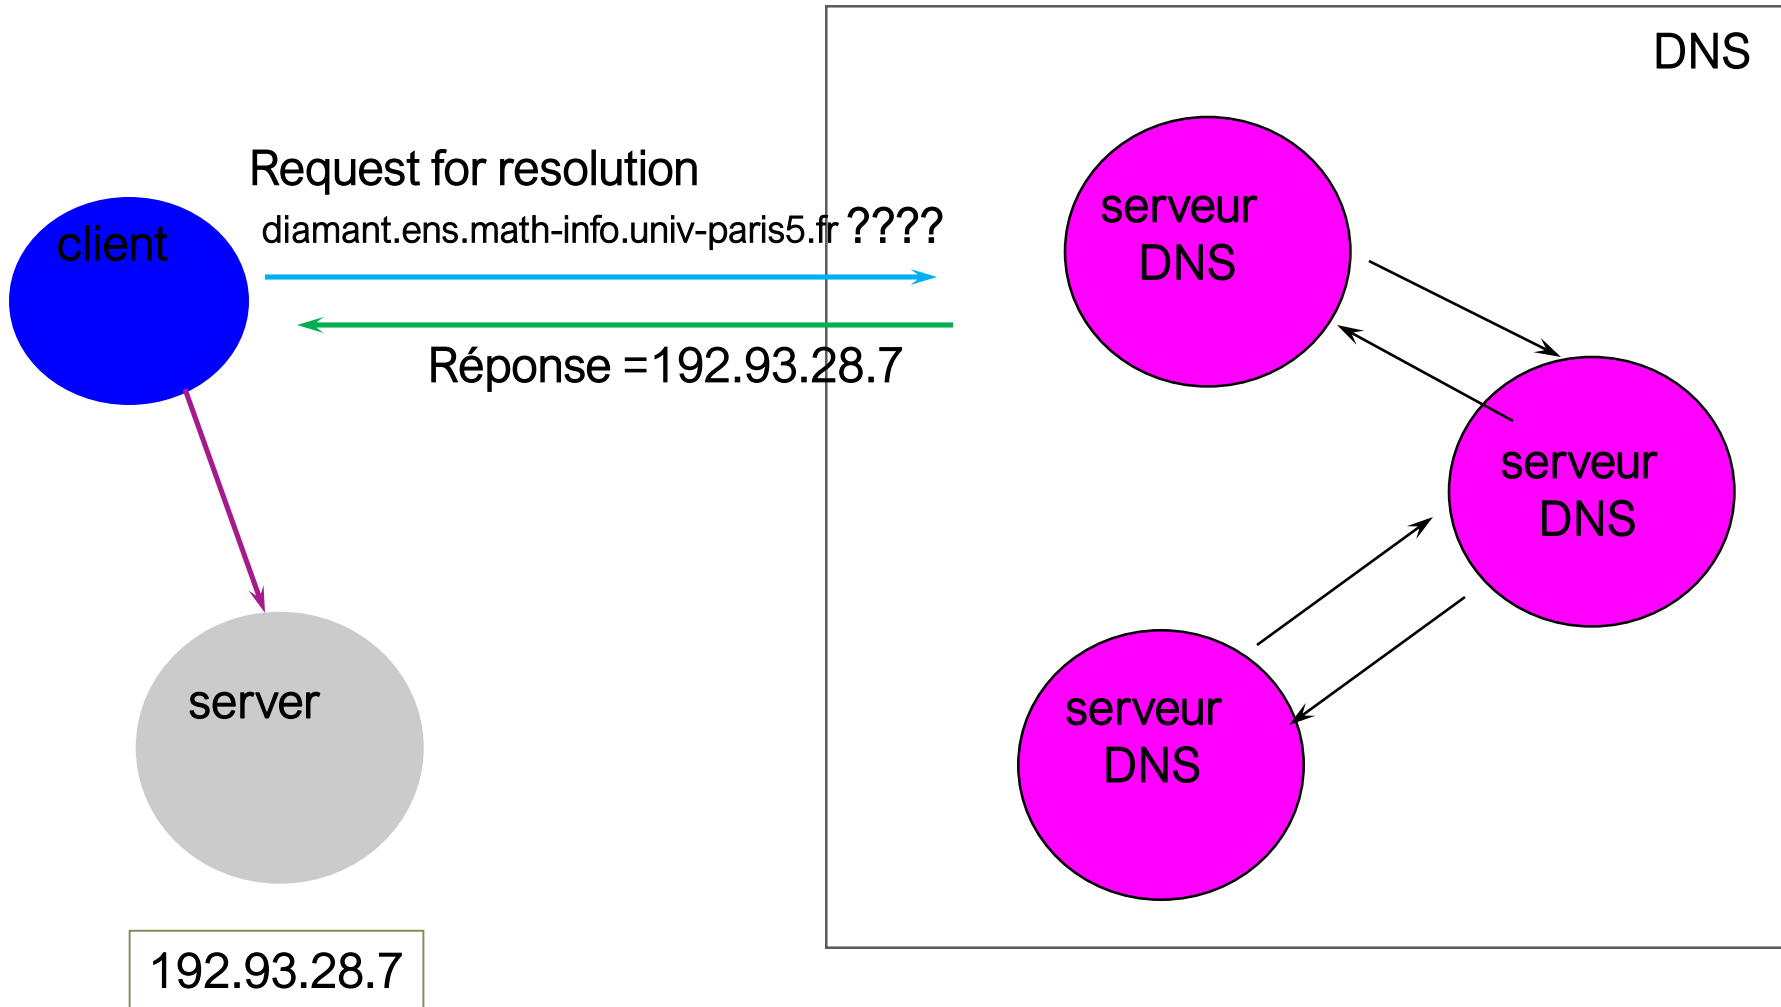 DNS
Request for resolution
diamant.ens.math-info.univ-paris5.fr ????
client
Réponse =192.93.28.7
serveur
DNS
serveur
DNS
serveur
DNS
server
192.93.28.7